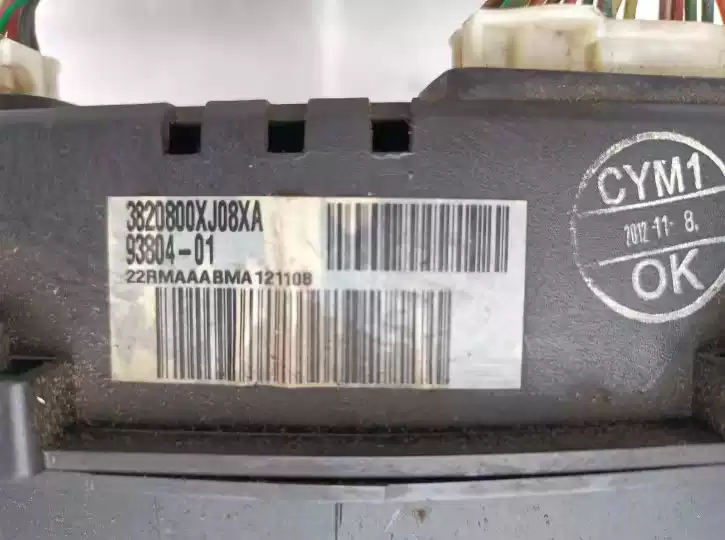 3820800XJ08XA
93804-01
22RMAAABMA121108
CYM1
2012-11-8.
OK